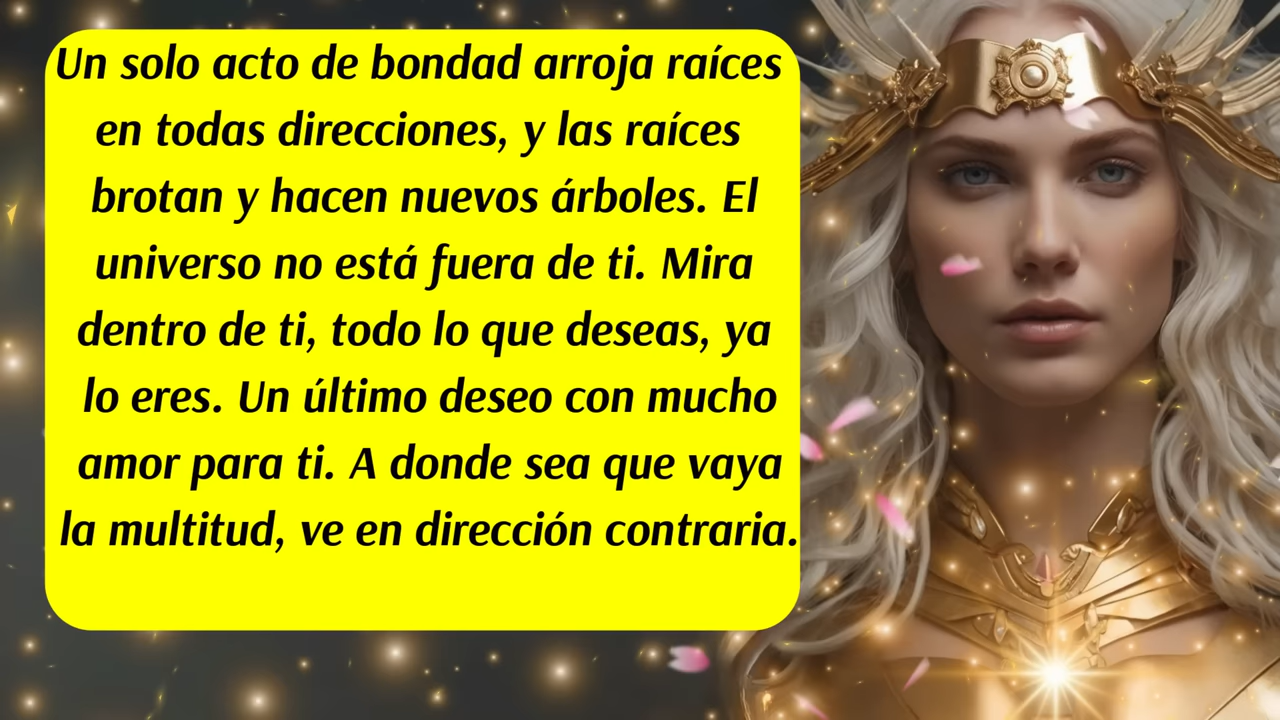 Un solo acto de bondad arroja raíces
en todas direcciones, y las raíces
brotan y hacen nuevos árboles. El
universo no está fuera de ti. Mira
dentro de ti, todo lo que deseas, ya
lo eres. Un último deseo con mucho
amor para ti. A donde sea que vaya
la multitud, ve en dirección contraria.